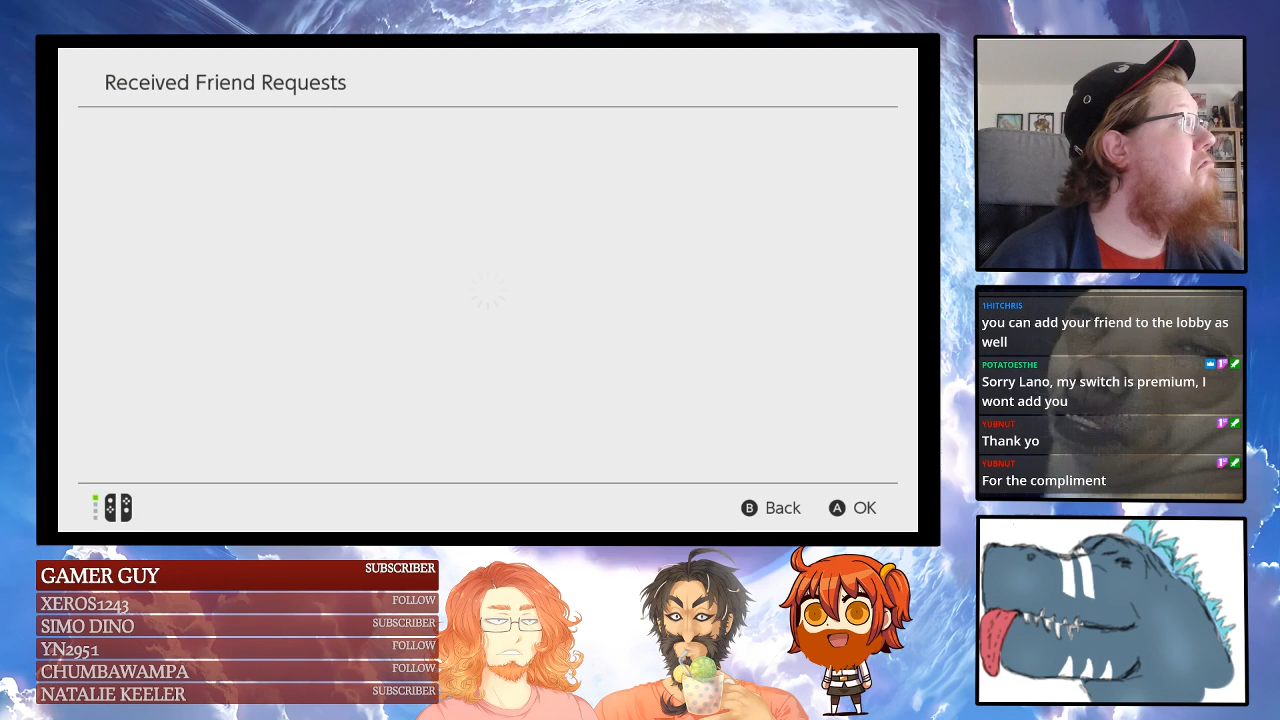 Received Friend Requests
B Back
A OK
1HITCHRIS
you can add your friend to the lobby as
well
POTATOESTHE
Sorry Lano, my switch is premium, I
wont add you
YUBNUT
Thank yo
YUBNUT
For the compliment
GAMER GUY SUBSCRIBER
XEROS1243 FOLLOW
SIMO DINO SUBSCRIBER
YN2951 FOLLOW
CHUMBAWAMPA FOLLOW
NATALIE KEELER SUBSCRIBER